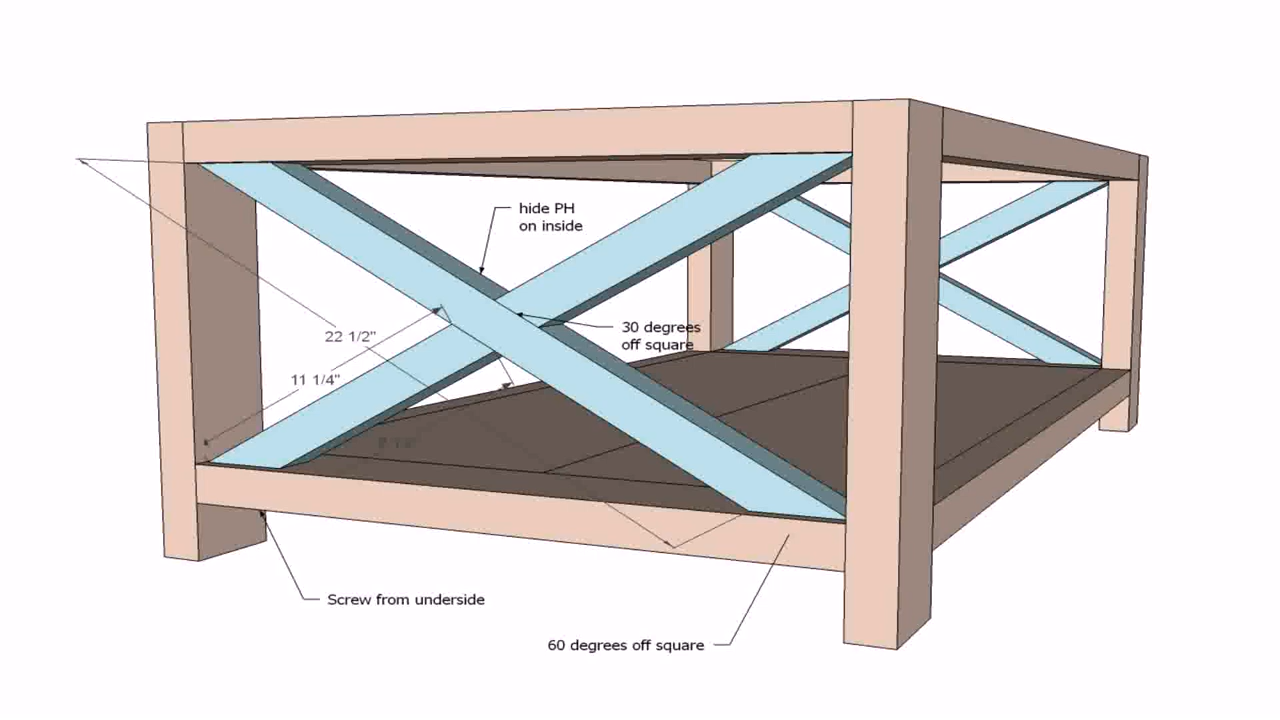 hide PH
on inside
22 1/2"
30 degrees
off square
11 1/4"
Screw from underside
60 degrees off square